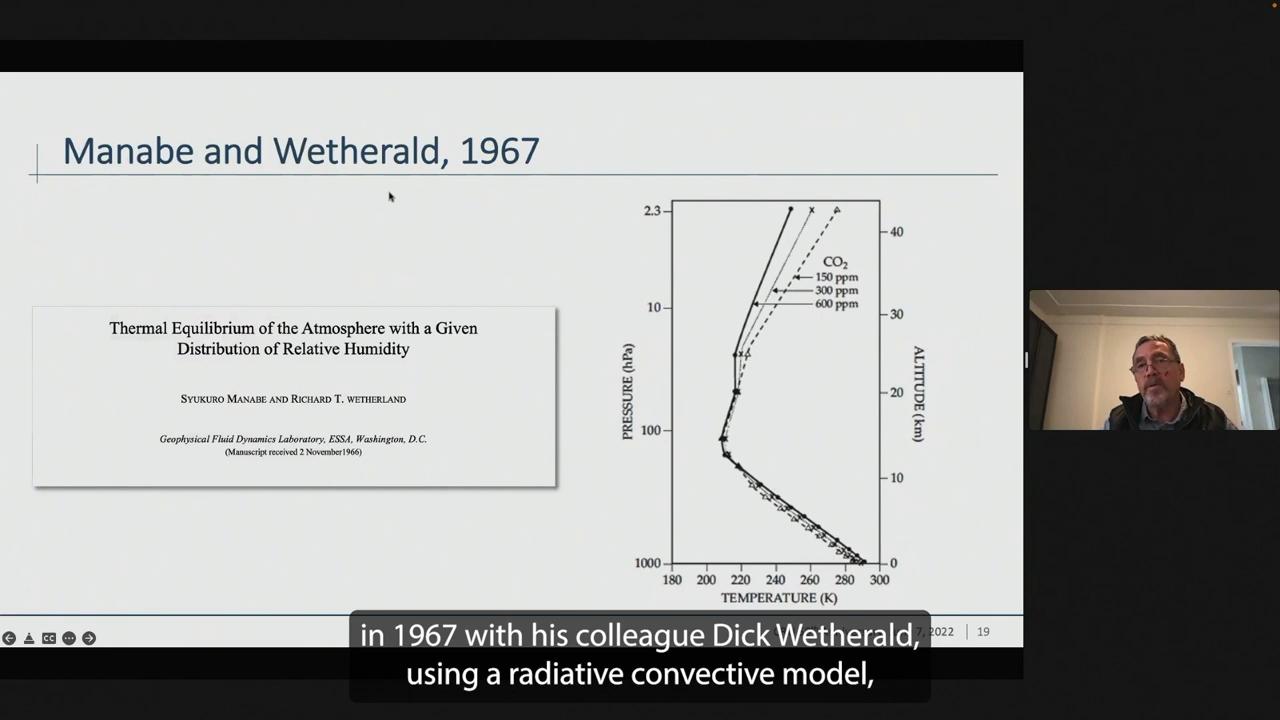 Manabe and Wetherald, 1967
Thermal Equilibrium of the Atmosphere with a Given
Distribution of Relative Humidity
SYUKURO MANABE AND RICHARD T. WETHERLAND
Geophysical Fluid Dynamics Laboratory, ESSA, Washington, D.C.
(Manuscript received 2 November1966)
PRESSURE (hPa)
2.3
10
100
1000
CO2
150 ppm
300 ppm
600 ppm
40
30
20
10
0
ALTITUDE (km)
180 200 220 240 260 280 300
TEMPERATURE (K)
CC
2022
19
in 1967 with his colleague Dick Wetherald,
using a radiative convective model,